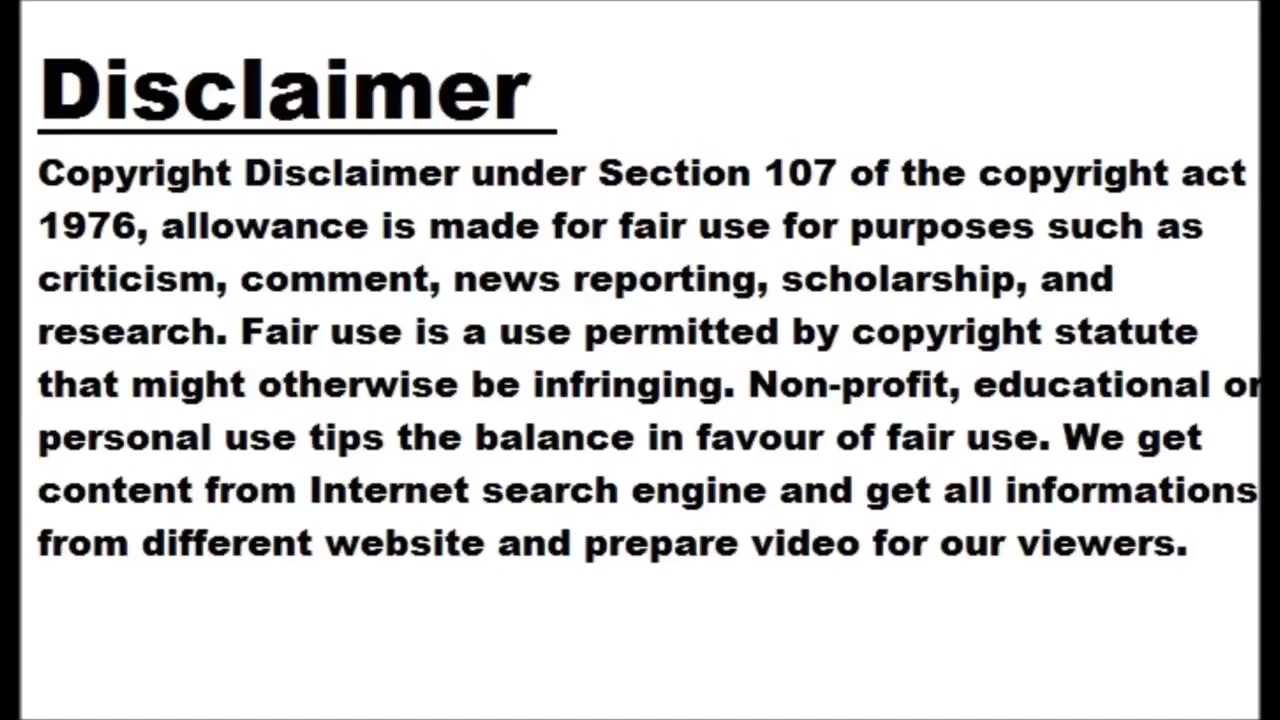 Disclaimer
Copyright Disclaimer under Section 107 of the copyright act
1976, allowance is made for fair use for purposes such as
criticism, comment, news reporting, scholarship, and
research. Fair use is a use permitted by copyright statute
that might otherwise be infringing. Non-profit, educational or
personal use tips the balance in favour of fair use. We get
content from Internet search engine and get all informations
from different website and prepare video for our viewers.